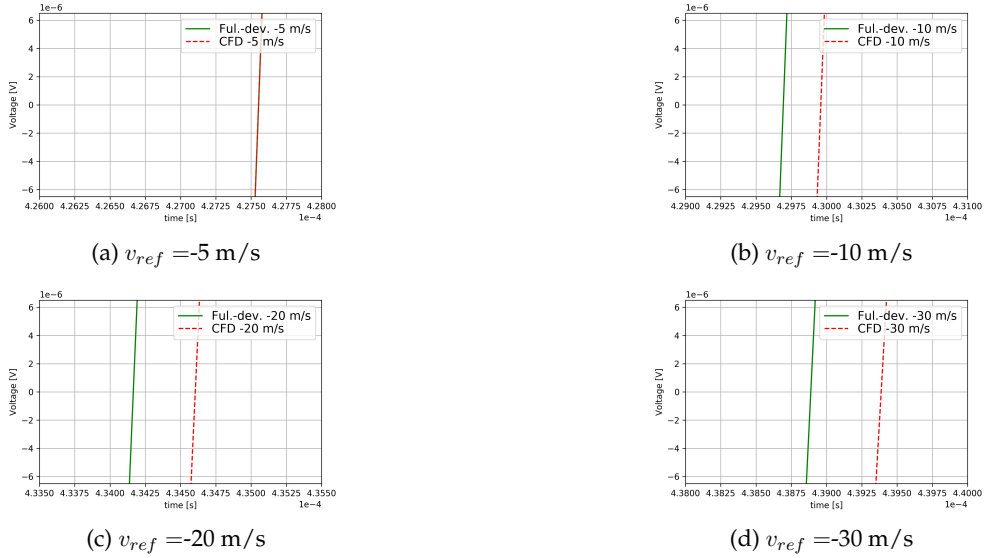 1e−6
Ful.-dev. -5 m/s
CFD -5 m/s
6
4
2
0
−2
−4
−6
Voltage [V]
4.2600 4.2625 4.2650 4.2675 4.2700 4.2725 4.2750 4.2775 4.2800
time [s]
1e−4
(a) v_ref =-5 m/s
1e−6
Ful.-dev. -10 m/s
CFD -10 m/s
6
4
2
0
−2
−4
−6
Voltage [V]
4.2900 4.2925 4.2950 4.2975 4.3000 4.3025 4.3050 4.3075 4.3100
time [s]
1e−4
(b) v_ref =-10 m/s
1e−6
Ful.-dev. -20 m/s
CFD -20 m/s
6
4
2
0
−2
−4
−6
Voltage [V]
4.3350 4.3375 4.3400 4.3425 4.3450 4.3475 4.3500 4.3525 4.3550
time [s]
1e−4
(c) v_ref =-20 m/s
1e−6
Ful.-dev. -30 m/s
CFD -30 m/s
6
4
2
0
−2
−4
−6
Voltage [V]
4.3800 4.3825 4.3850 4.3875 4.3900 4.3925 4.3950 4.3975 4.4000
time [s]
1e−4
(d) v_ref =-30 m/s